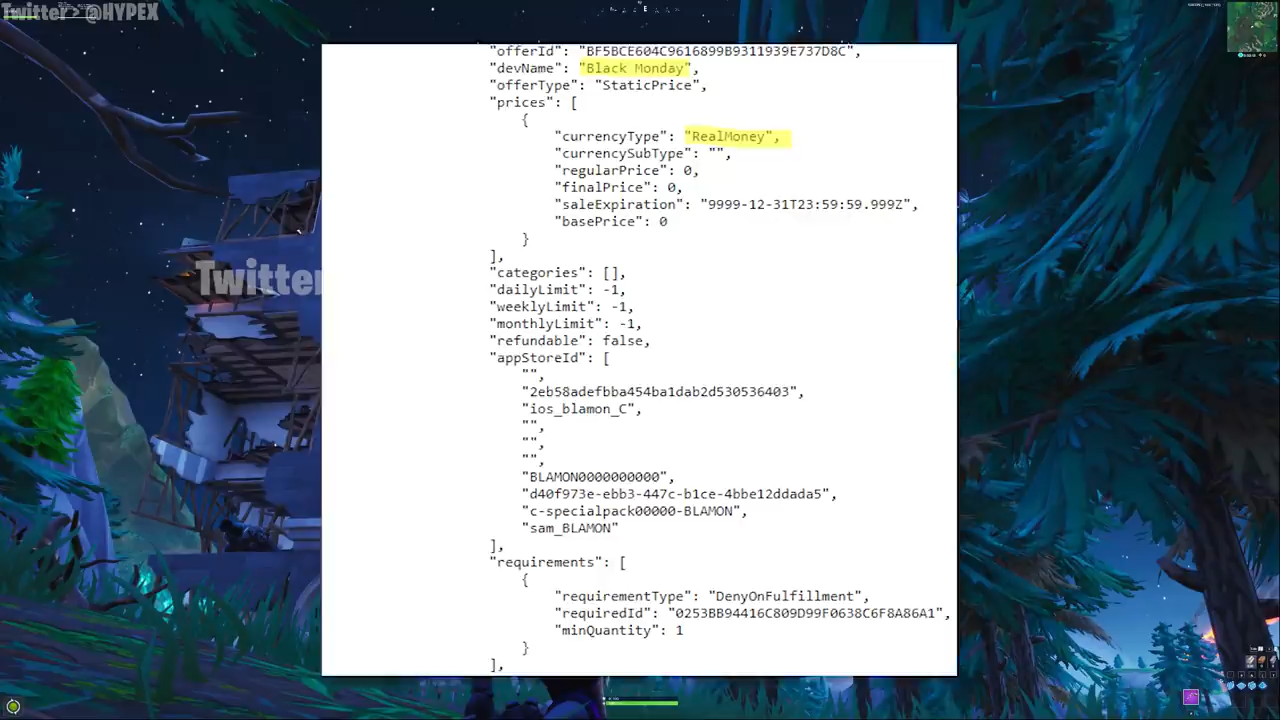 Twitter > @HYPEX
"offerId": "BF5BCE604C9616899B9311939E737D8C",
"devName": "Black Monday",
"offerType": "StaticPrice",
"prices": [
{
"currencyType": "RealMoney",
"currencySubType": "",
"regularPrice": 0,
"finalPrice": 0,
"saleExpiration": "9999-12-31T23:59:59.999Z",
"basePrice": 0
}
],
"categories": [],
"dailyLimit": -1,
"weeklyLimit": -1,
"monthlyLimit": -1,
"refundable": false,
"appStoreId": [
"",
"2eb58adefbba454ba1dab2d530536403",
"ios_blamon_C",
"",
"",
"",
"BLAMON0000000000",
"d40f973e-ebb3-447c-b1ce-4bbe12ddada5",
"c-specialpack00000-BLAMON",
"sam_BLAMON"
],
"requirements": [
{
"requirementType": "DenyOnFulfillment",
"requiredId": "0253BB94416C809D99F0638C6F8A86A1",
"minQuantity": 1
}
],
Twitter
E